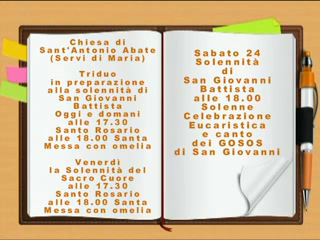 Chiesa di
Sant'Antonio Abate
(Servi di Maria)
Triduo
in preparazione
alla solennità di
San Giovanni
Battista
Oggi e domani
alle 17.30
Santo Rosario
alle 18.00 Santa
Messa con omelia
Venerdì
la Solennità del
Sacro Cuore
alle 17.30
Santo Rosario
alle 18.00 Santa
Messa con omelia
Sabato 24
Solennità
di
San Giovanni
Battista
alle 18.00
Solenne
Celebrazione
Eucaristica
e canto
dei GOSOS
di San Giovanni